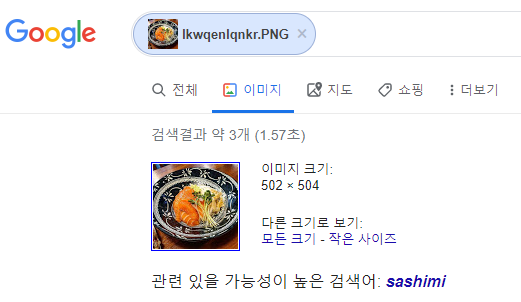 Google
lkwqenlqnkr.PNG ×
전체 이미지 지도 쇼핑 더보기
검색결과 약 3개 (1.57초)
이미지 크기:
502 × 504
다른 크기로 보기:
모든 크기 - 작은 사이즈
관련 있을 가능성이 높은 검색어: sashimi